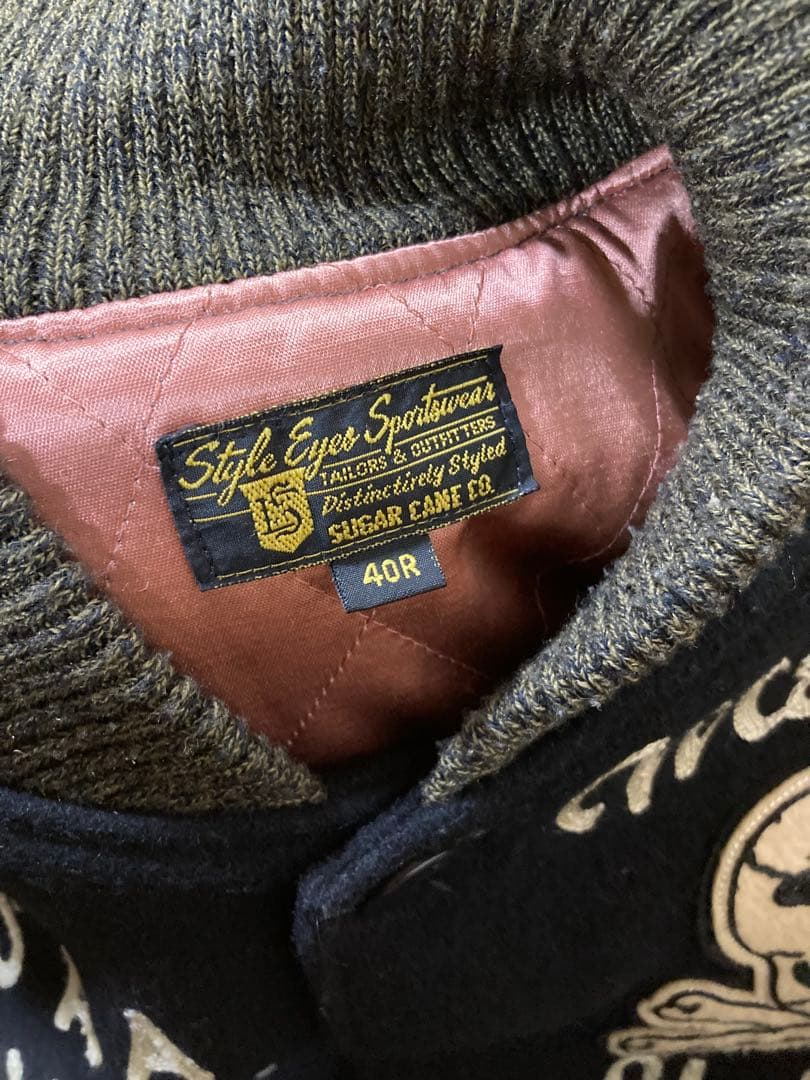 Style Eyes Sportswear
TAILORS & OUTFITTERS
Distinctively Styled
SUGAR CANE CO.
40R